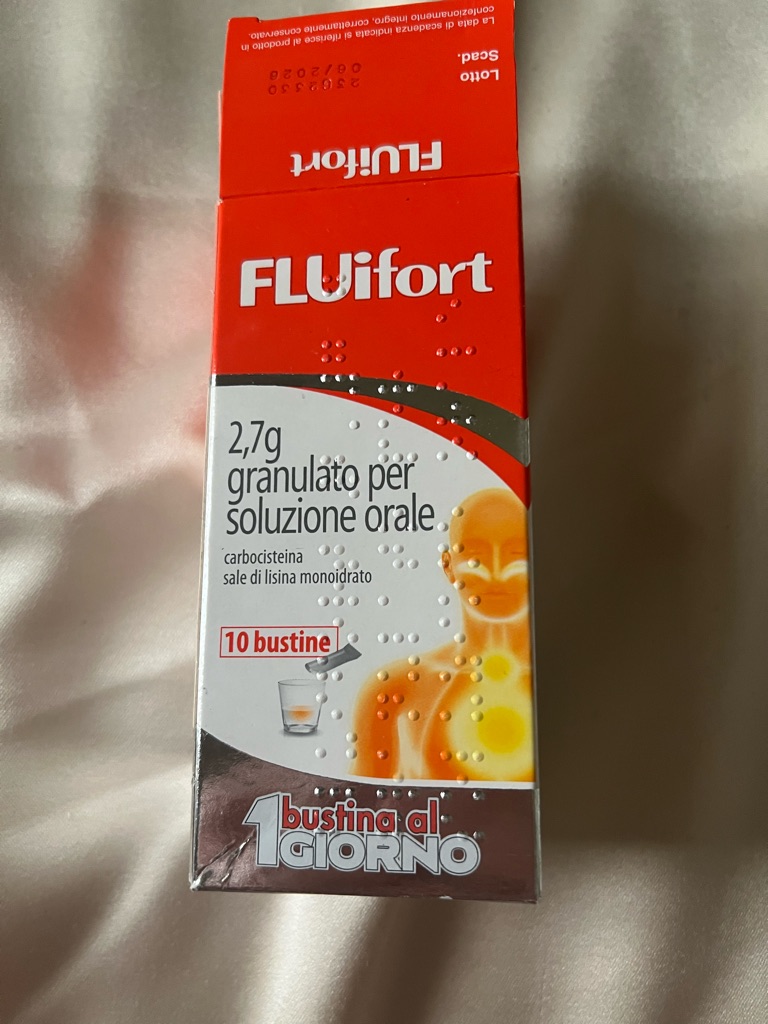 La data di scadenza indicata si riferisce al prodotto in
confezionamento integro, correttamente conservato.
Lotto 2362330
Scad. 06/2026
FLUifort
FLUifort
2,7g
granulato per
soluzione orale
carbocisteina
sale di lisina monoidrato
10 bustine
1 bustina al
GIORNO